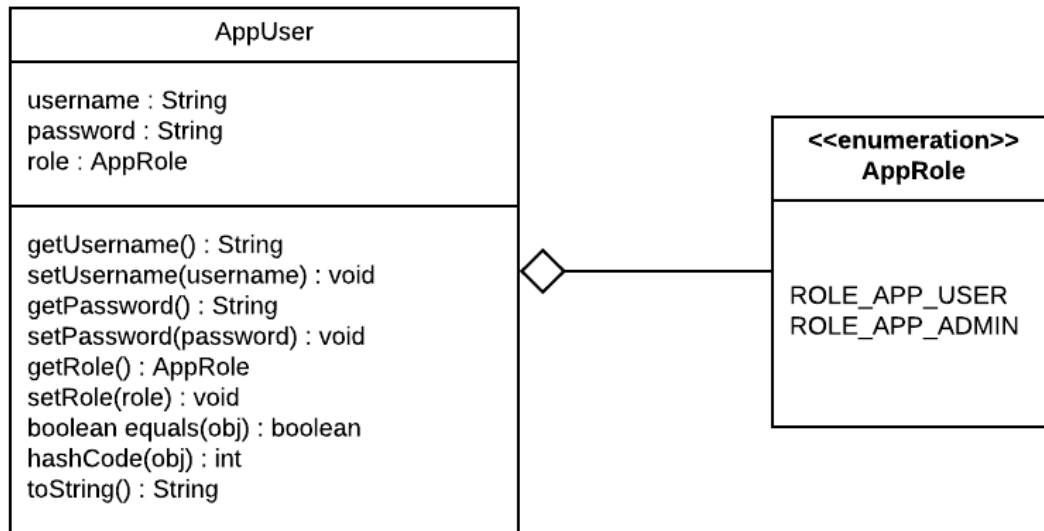 AppUser
username : String
password : String
role : AppRole
getUsername() : String
setUsername(username) : void
getPassword() : String
setPassword(password) : void
getRole() : AppRole
setRole(role) : void
boolean equals(obj) : boolean
hashCode(obj) : int
toString() : String
<<enumeration>>
AppRole
ROLE_APP_USER
ROLE_APP_ADMIN